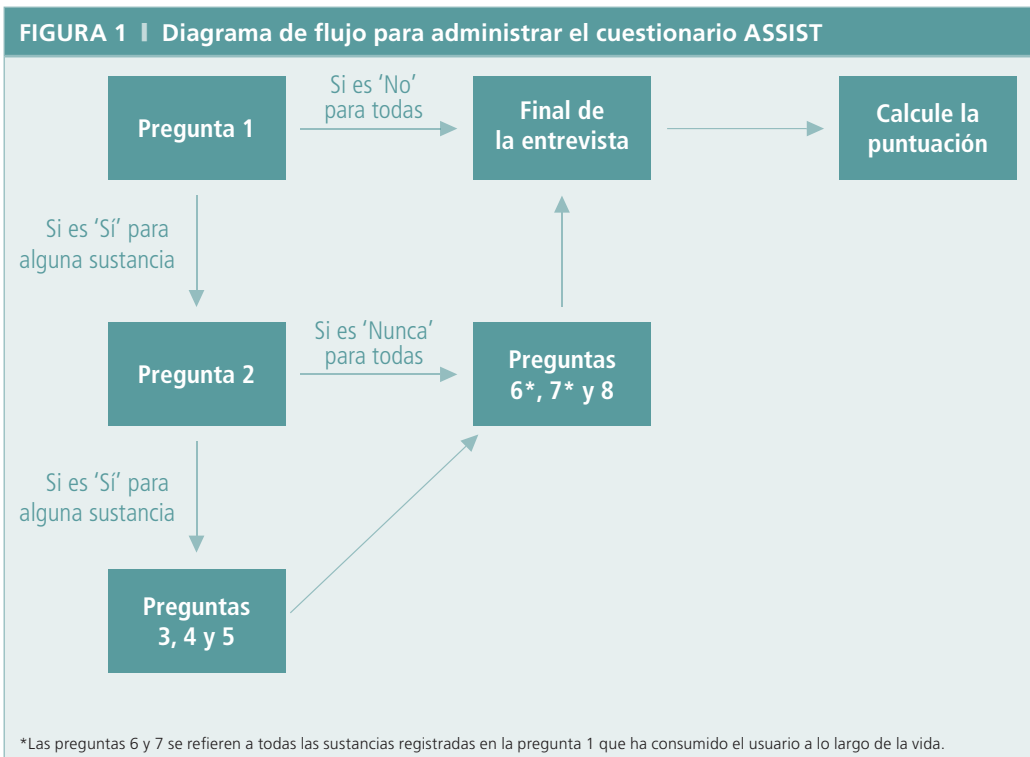 FIGURA 1 | Diagrama de flujo para administrar el cuestionario ASSIST
Pregunta 1
Si es ‘No’
para todas
Final de
la entrevista
Calcule la
puntuación
Si es ‘Sí’ para
alguna sustancia
Pregunta 2
Si es ‘Nunca’
para todas
Preguntas
6*, 7* y 8
Si es ‘Sí’ para
alguna sustancia
Preguntas
3, 4 y 5
*Las preguntas 6 y 7 se refieren a todas las sustancias registradas en la pregunta 1 que ha consumido el usuario a lo largo de la vida.